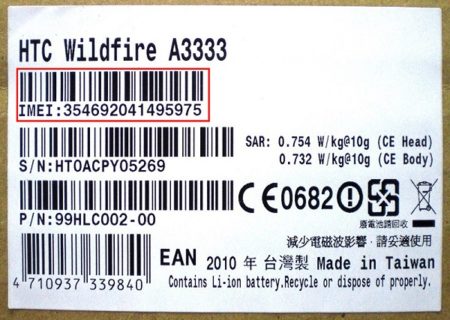 HTC Wildfire A3333
IMEI:354692041495975
SAR: 0.754 W/kg@10g (CE Head)
0.732 W/kg@10g (CE Body)
S/N:HT0ACPY05269
CE0682
廢電池請回收
P/N:99HLC002-00
減少電磁波影響，請妥適使用
EAN 2010 年 台灣製 Made in Taiwan
4 710937 339840
Contains Li-ion battery.Recycle or dispose of properly.